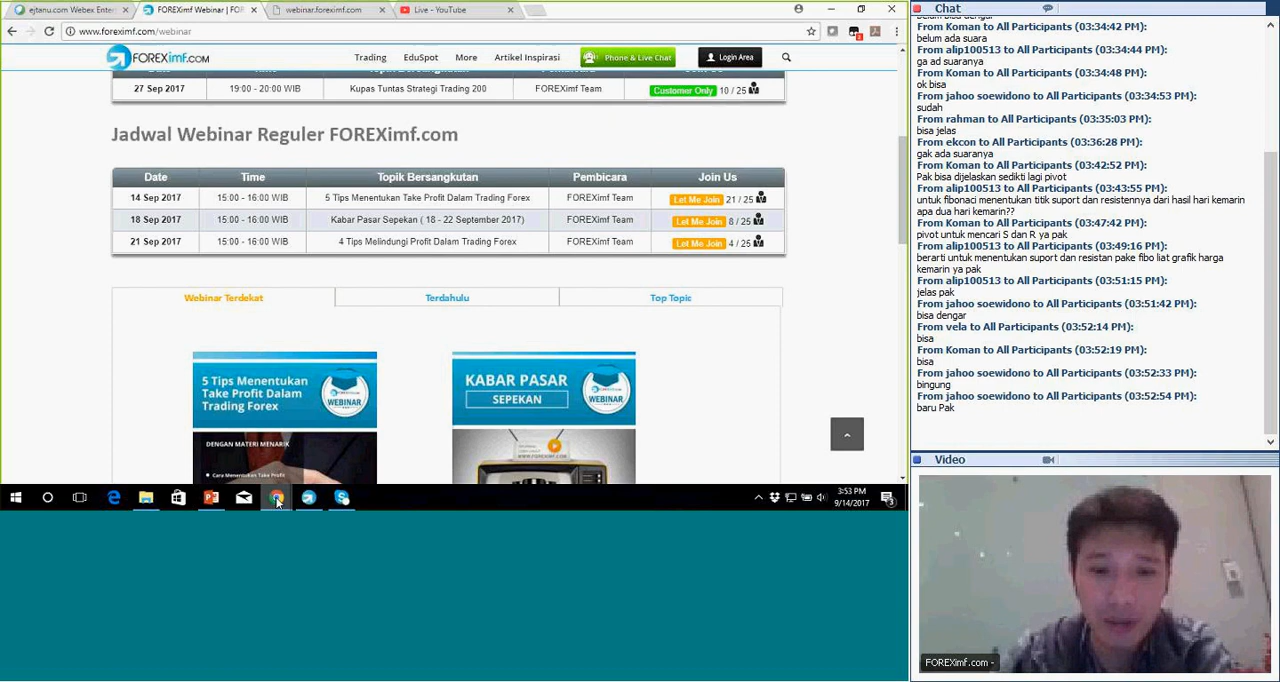 ejtanu.com Webex Enter
FOREXimf Webinar | FOR
webinar.foreximf.com
Live - YouTube
www.foreximf.com/webinar
FOREXimf.COM
Trading
EduSpot
More
Artikel Inspirasi
Phone & Live Chat
Login Area
27 Sep 2017 19:00 - 20:00 WIB Kupas Tuntas Strategi Trading 200 FOREXimf Team Customer Only 10 / 25
Jadwal Webinar Reguler FOREXimf.com
Date Time Topik Bersangkutan Pembicara Join Us
14 Sep 2017 15:00 - 16:00 WIB 5 Tips Menentukan Take Profit Dalam Trading Forex FOREXimf Team Let Me Join 21 / 25
18 Sep 2017 15:00 - 16:00 WIB Kabar Pasar Sepekan ( 18 - 22 September 2017) FOREXimf Team Let Me Join 8 / 25
21 Sep 2017 15:00 - 16:00 WIB 4 Tips Melindungi Profit Dalam Trading Forex FOREXimf Team Let Me Join 4 / 25
Webinar Terdekat
Terdahulu
Top Topic
5 Tips Menentukan
Take Profit Dalam
Trading Forex
WEBINAR
DENGAN MATERI MENARIK
Cara Menentukan Take Profit
KABAR PASAR
SEPEKAN
WEBINAR
3:53 PM
9/14/2017
Chat
From Koman to All Participants (03:34:42 PM):
belum ada suara
From alip100513 to All Participants (03:34:44 PM):
ga ad suaranya
From Koman to All Participants (03:34:48 PM):
ok bisa
From jahoo soewidono to All Participants (03:34:53 PM):
sudah
From rahman to All Participants (03:35:03 PM):
bisa jelas
From ekcon to All Participants (03:36:28 PM):
gak ada suaranya
From Koman to All Participants (03:42:52 PM):
Pak bisa dijelaskan sedikti lagi pivot
From alip100513 to All Participants (03:43:55 PM):
untuk fibonaci menentukan titik suport dan resistennya dari hasil hari kemarin
apa dua hari kemarin??
From Koman to All Participants (03:47:42 PM):
pivot untuk mencari S dan R ya pak
From alip100513 to All Participants (03:49:16 PM):
berarti untuk menentukan suport dan resistan pake fibo liat grafik harga
kemarin ya pak
From alip100513 to All Participants (03:51:15 PM):
jelas pak
From jahoo soewidono to All Participants (03:51:42 PM):
bisa dengar
From vela to All Participants (03:52:14 PM):
bisa
From Koman to All Participants (03:52:19 PM):
bisa
From jahoo soewidono to All Participants (03:52:33 PM):
bingung
From jahoo soewidono to All Participants (03:52:54 PM):
baru Pak
Video
FOREXimf.com -